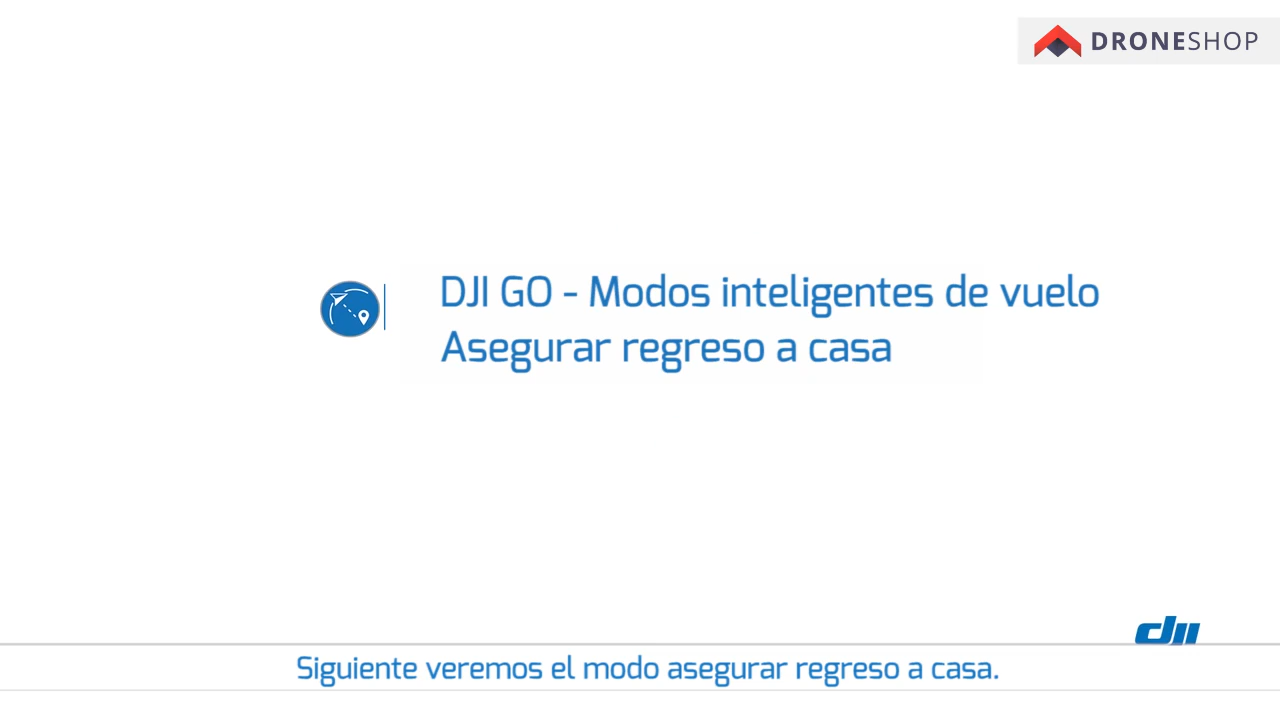 DRONESHOP
DJI GO - Modos inteligentes de vuelo
Asegurar regreso a casa
dji
Siguiente veremos el modo asegurar regreso a casa.